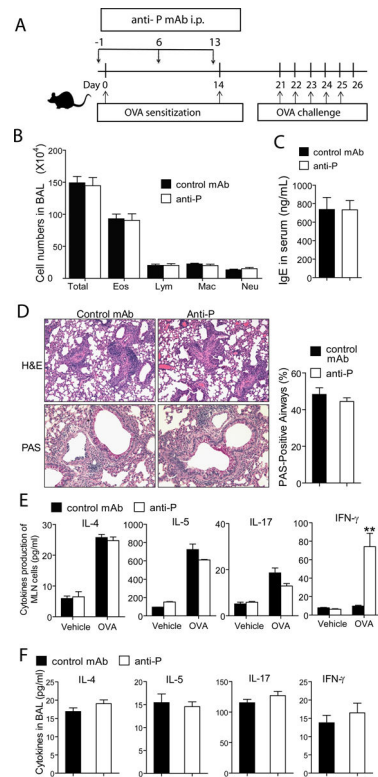 A
anti- P mAb i.p.
-1 6 13
Day 0 14 21 22 23 24 25 26
OVA sensitization OVA challenge
B
Cell numbers in BAL (X10⁴)
200
150
100
50
0
control mAb
anti-P
Total Eos Lym Mac Neu
C
IgE in serum (ng/mL)
1000
800
600
400
200
0
control mAb
anti-P
D
Control mAb Anti-P
H&E
PAS
PAS-Positive Airways (%)
80
60
40
20
0
control
mAb
anti-P
E
control mAb anti-P
Cytokines production of
MLN cells (pg/ml)
IL-4
30
20
10
0
Vehicle OVA
IL-5
1000
800
600
400
200
0
Vehicle OVA
IL-17
40
20
0
Vehicle OVA
IFN-γ
100
80
60
40
20
0
**
Vehicle OVA
F
control mAb anti-P
Cytokines in BAL (pg/ml)
IL-4
25
20
15
10
5
0
IL-5
20
15
10
5
0
IL-17
150
100
50
0
IFN-γ
25
20
15
10
5
0